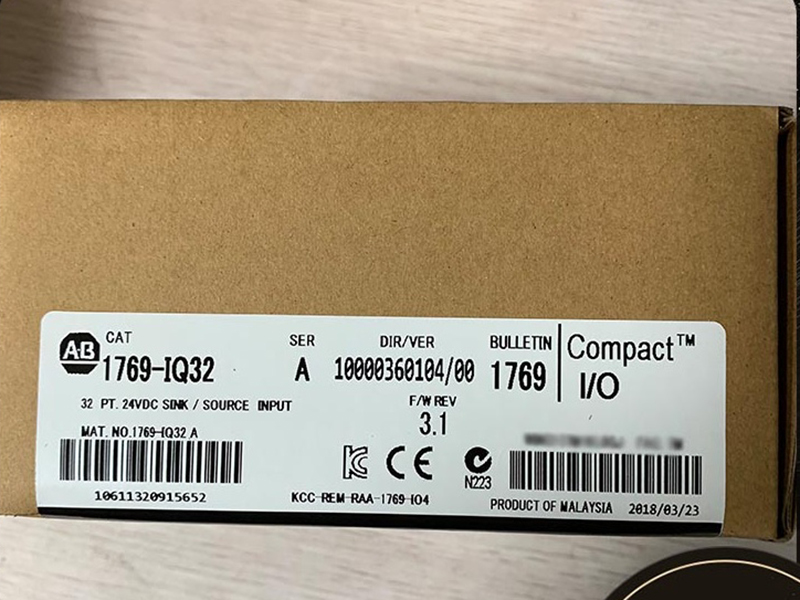 A-B
CAT
1769-IQ32
SER
A
DIR/VER
10000360104/00
BULLETIN
1769
Compact™
I/O
32 PT. 24VDC SINK / SOURCE INPUT
F/W REV
3.1
MAT. NO.1769-IQ32 A
10611320915652
KCC-REM-RAA-1769-IO4
CE
N223
PRODUCT OF MALAYSIA 2018/03/23